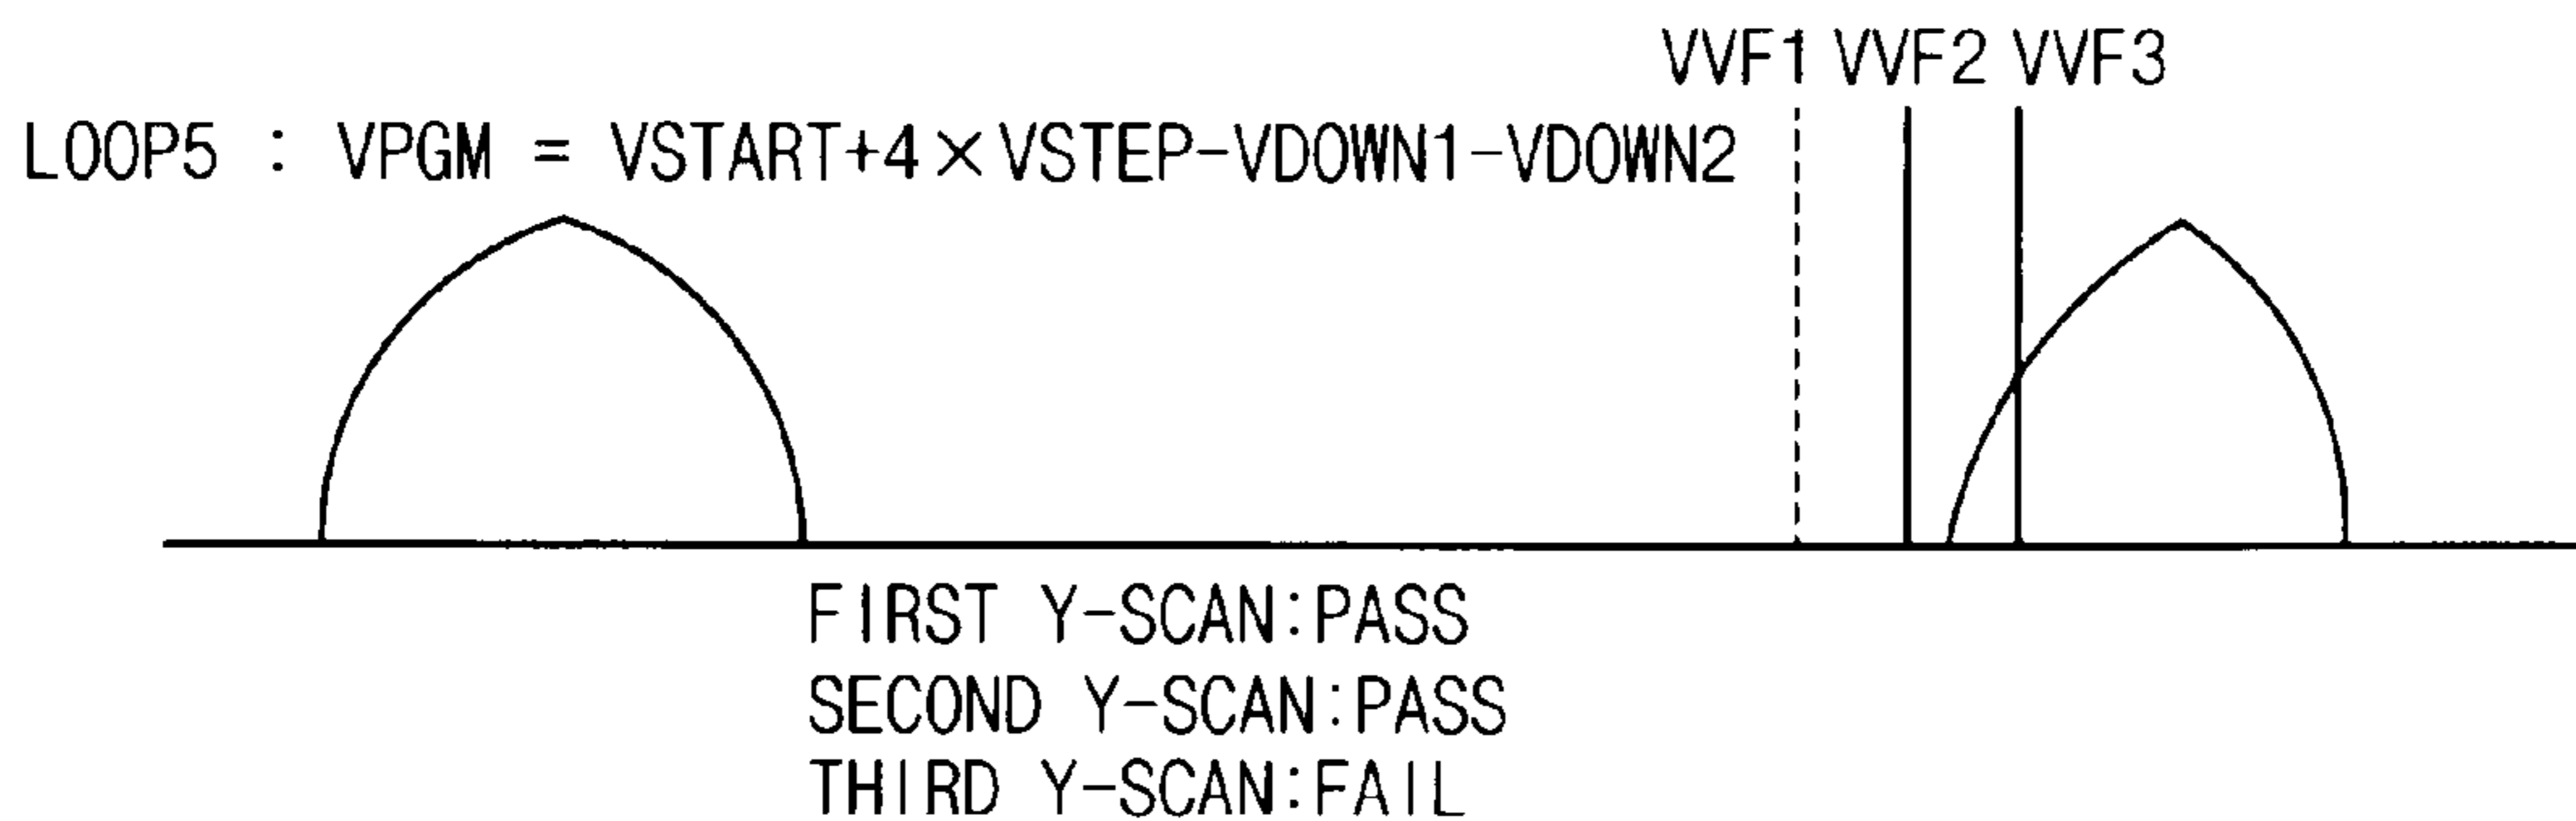 VVF1 VVF2 VVF3
LOOP5 : VPGM = VSTART+4×VSTEP-VDOWN1-VDOWN2
FIRST Y-SCAN:PASS
SECOND Y-SCAN:PASS
THIRD Y-SCAN:FAIL